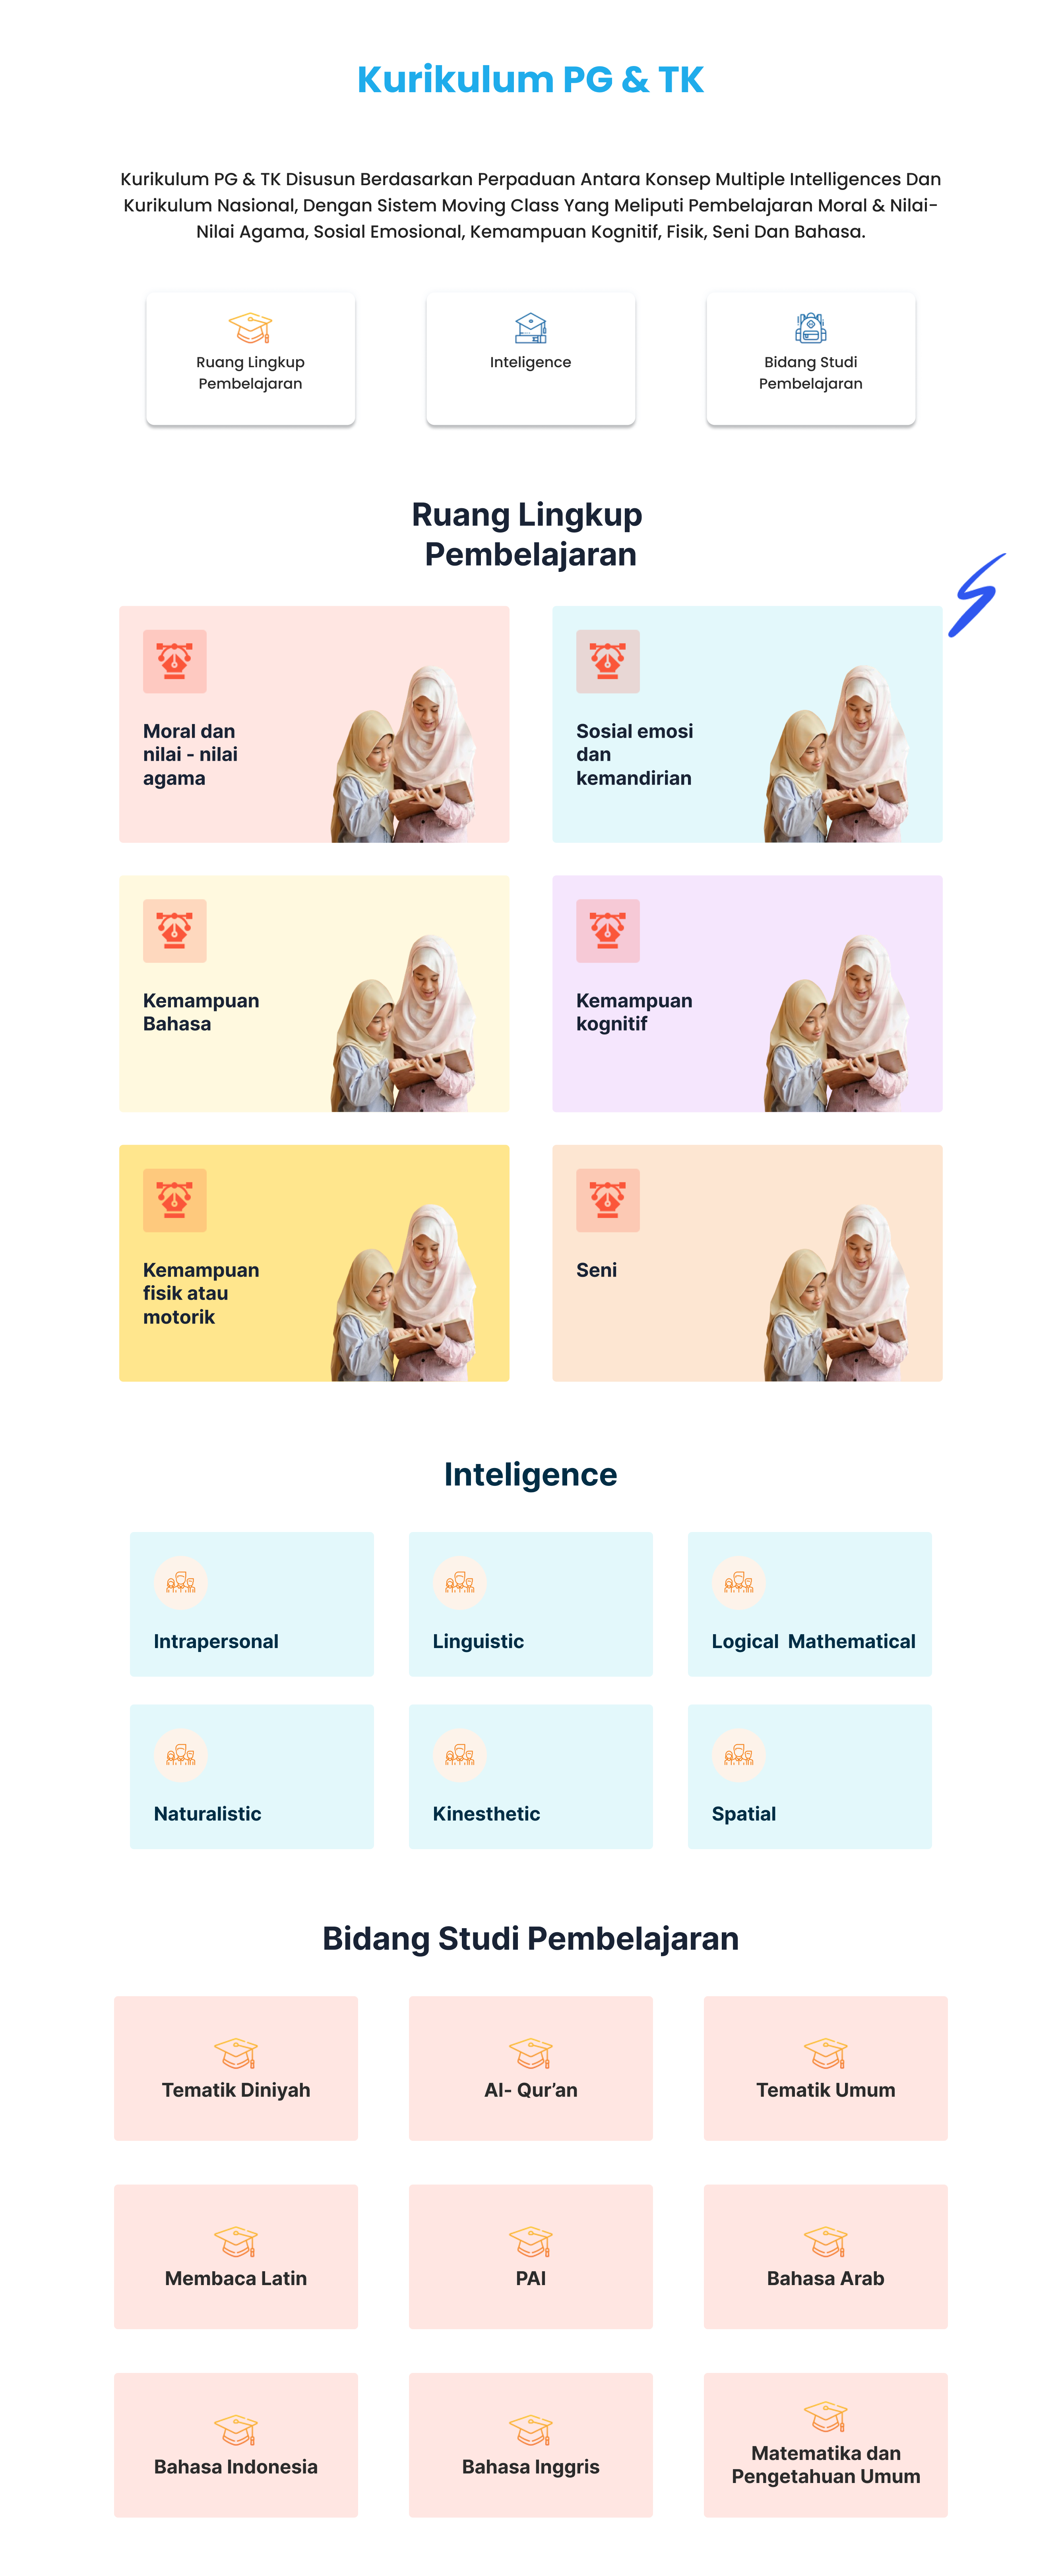 Kurikulum PG & TK
Kurikulum PG & TK Disusun Berdasarkan Perpaduan Antara Konsep Multiple Intelligences Dan
Kurikulum Nasional, Dengan Sistem Moving Class Yang Meliputi Pembelajaran Moral & Nilai-
Nilai Agama, Sosial Emosional, Kemampuan Kognitif, Fisik, Seni Dan Bahasa.
Ruang Lingkup
Pembelajaran
Inteligence
Bidang Studi
Pembelajaran
Ruang Lingkup
Pembelajaran
Moral dan
nilai - nilai
agama
Sosial emosi
dan
kemandirian
Kemampuan
Bahasa
Kemampuan
kognitif
Kemampuan
fisik atau
motorik
Seni
Inteligence
Intrapersonal
Linguistic
Logical  Mathematical
Naturalistic
Kinesthetic
Spatial
Bidang Studi Pembelajaran
Tematik Diniyah
Al- Qur’an
Tematik Umum
Membaca Latin
PAI
Bahasa Arab
Bahasa Indonesia
Bahasa Inggris
Matematika dan
Pengetahuan Umum